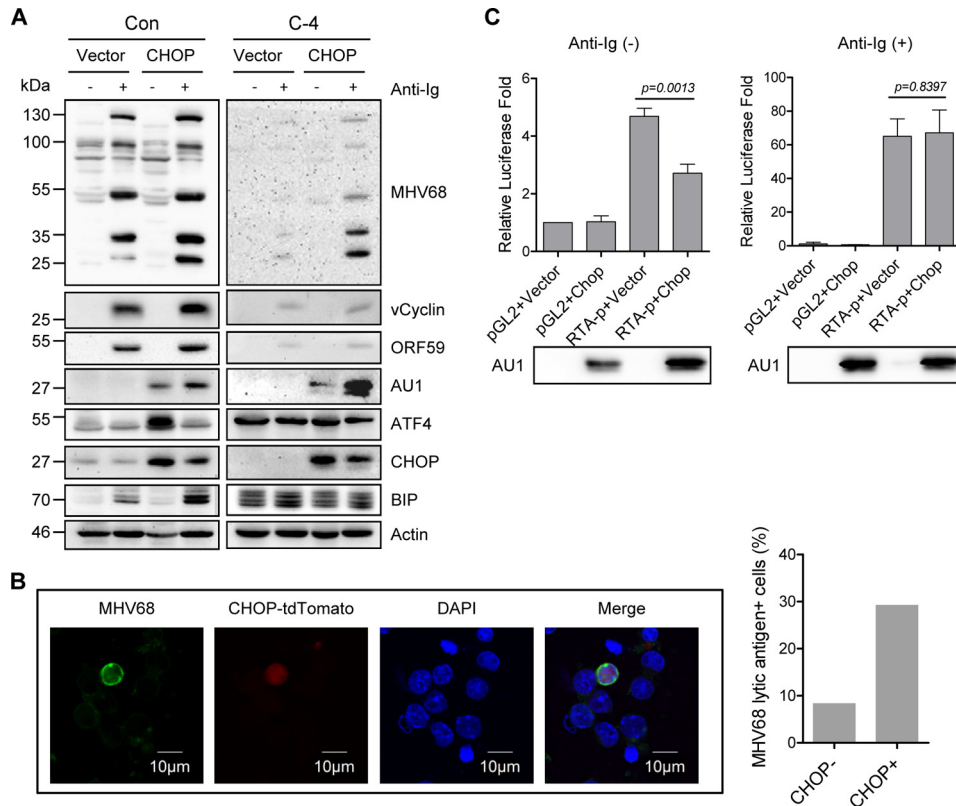 A
Con
C-4
Vector CHOP
Vector CHOP
kDa
- + - +
- + - +
Anti-Ig
130
100
55
35
25
MHV68
25
vCyclin
55
ORF59
27
AU1
55
ATF4
27
CHOP
70
BIP
46
Actin
B
MHV68
CHOP-tdTomato
DAPI
Merge
10μm
10μm
10μm
10μm
MHV68 lytic antigen+ cells (%)
40
30
20
10
0
CHOP-
CHOP+
C
Anti-Ig (-)
Relative Luciferase Fold
8
6
4
2
0
p=0.0013
pGL2+Vector
pGL2+Chop
RTA-p+Vector
RTA-p+Chop
AU1
Anti-Ig (+)
Relative Luciferase Fold
100
80
60
40
20
0
p=0.8397
pGL2+Vector
pGL2+Chop
RTA-p+Vector
RTA-p+Chop
AU1